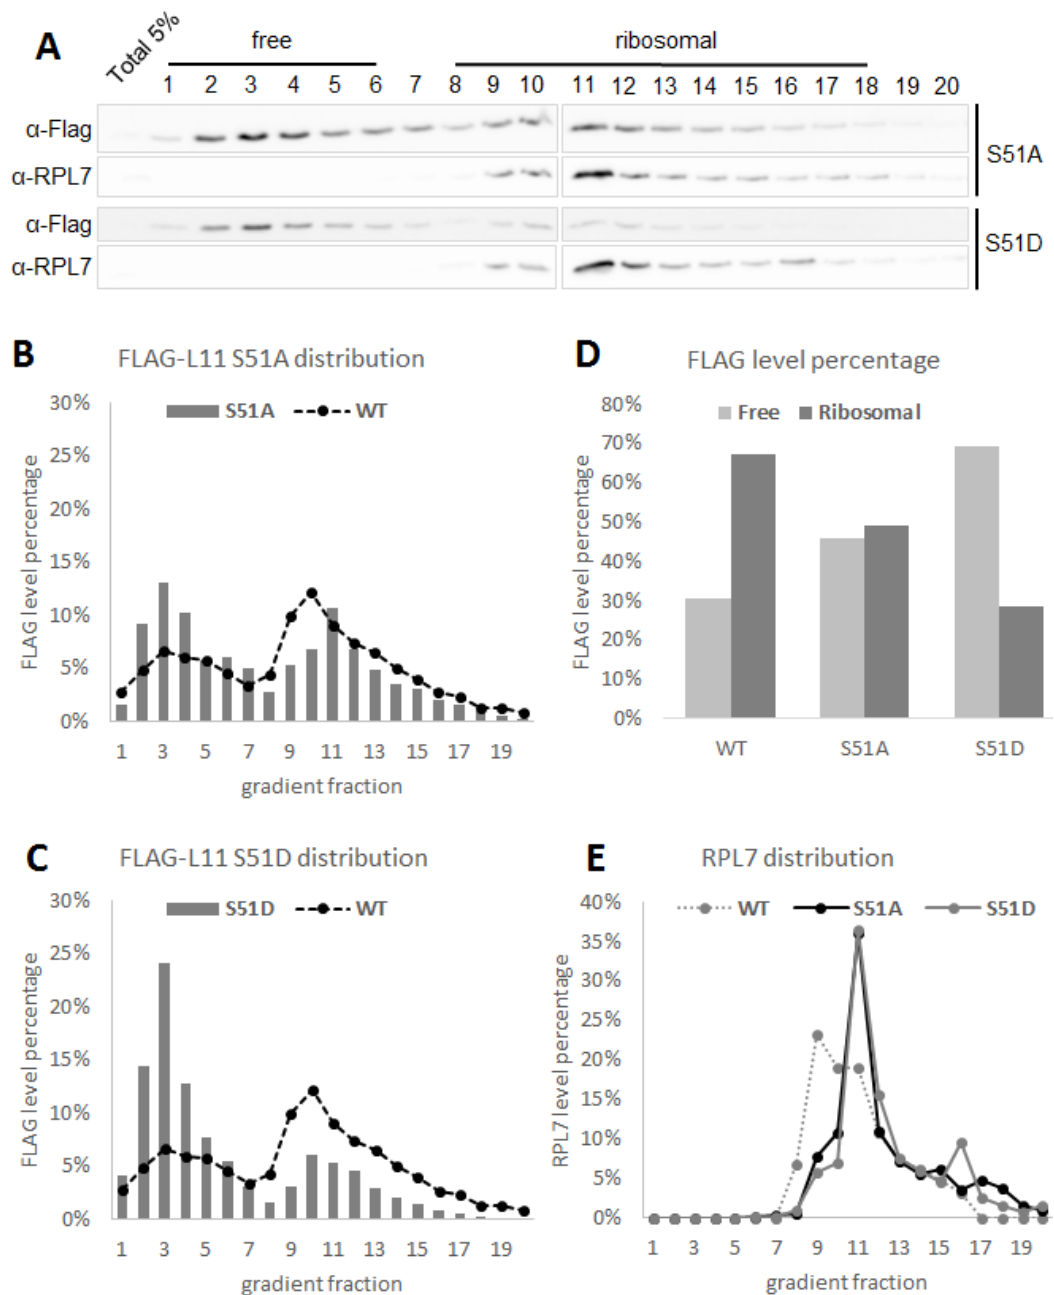 A
Total 5%
free
ribosomal
1 2 3 4 5 6 7 8 9 10 11 12 13 14 15 16 17 18 19 20
α-Flag
α-RPL7
S51A
α-Flag
α-RPL7
S51D
B
FLAG-L11 S51A distribution
S51A WT
30%
25%
20%
15%
10%
5%
0%
FLAG level percentage
1 3 5 7 9 11 13 15 17 19
gradient fraction
D
FLAG level percentage
Free Ribosomal
80%
70%
60%
50%
40%
30%
20%
10%
0%
FLAG level percentage
WT S51A S51D
C
FLAG-L11 S51D distribution
S51D WT
30%
25%
20%
15%
10%
5%
0%
FLAG level percentage
1 3 5 7 9 11 13 15 17 19
gradient fraction
E
RPL7 distribution
WT S51A S51D
40%
35%
30%
25%
20%
15%
10%
5%
0%
RPL7 level percentage
1 3 5 7 9 11 13 15 17 19
gradient fraction